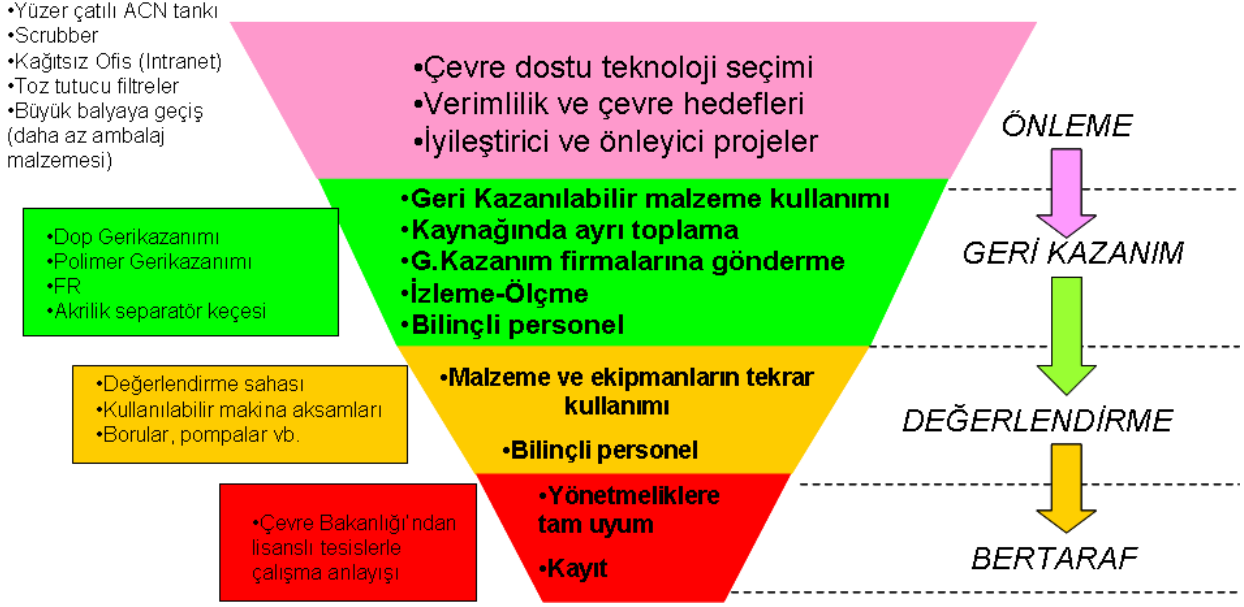 •Yüzer çatılı ACN tankı
•Scrubber
•Kağıtsız Ofis (Intranet)
•Toz tutucu filtreler
•Büyük balyaya geçiş
(daha az ambalaj
malzemesi)
•Çevre dostu teknoloji seçimi
•Verimlilik ve çevre hedefleri
•İyileştirici ve önleyici projeler
ÖNLEME
•Dop Gerikazanımı
•Polimer Gerikazanımı
•FR
•Akrilik separatör keçesi
•Geri Kazanılabilir malzeme kullanımı
•Kaynağında ayrı toplama
•G.Kazanım firmalarına gönderme
•İzleme-Ölçme
•Bilinçli personel
GERİ KAZANIM
•Değerlendirme sahası
•Kullanılabilir makina aksamları
•Borular, pompalar vb.
•Malzeme ve ekipmanların tekrar
kullanımı
•Bilinçli personel
DEĞERLENDİRME
•Çevre Bakanlığı'ndan
lisanslı tesislerle
çalışma anlayışı
•Yönetmeliklere
tam uyum
•Kayıt
BERTARAF